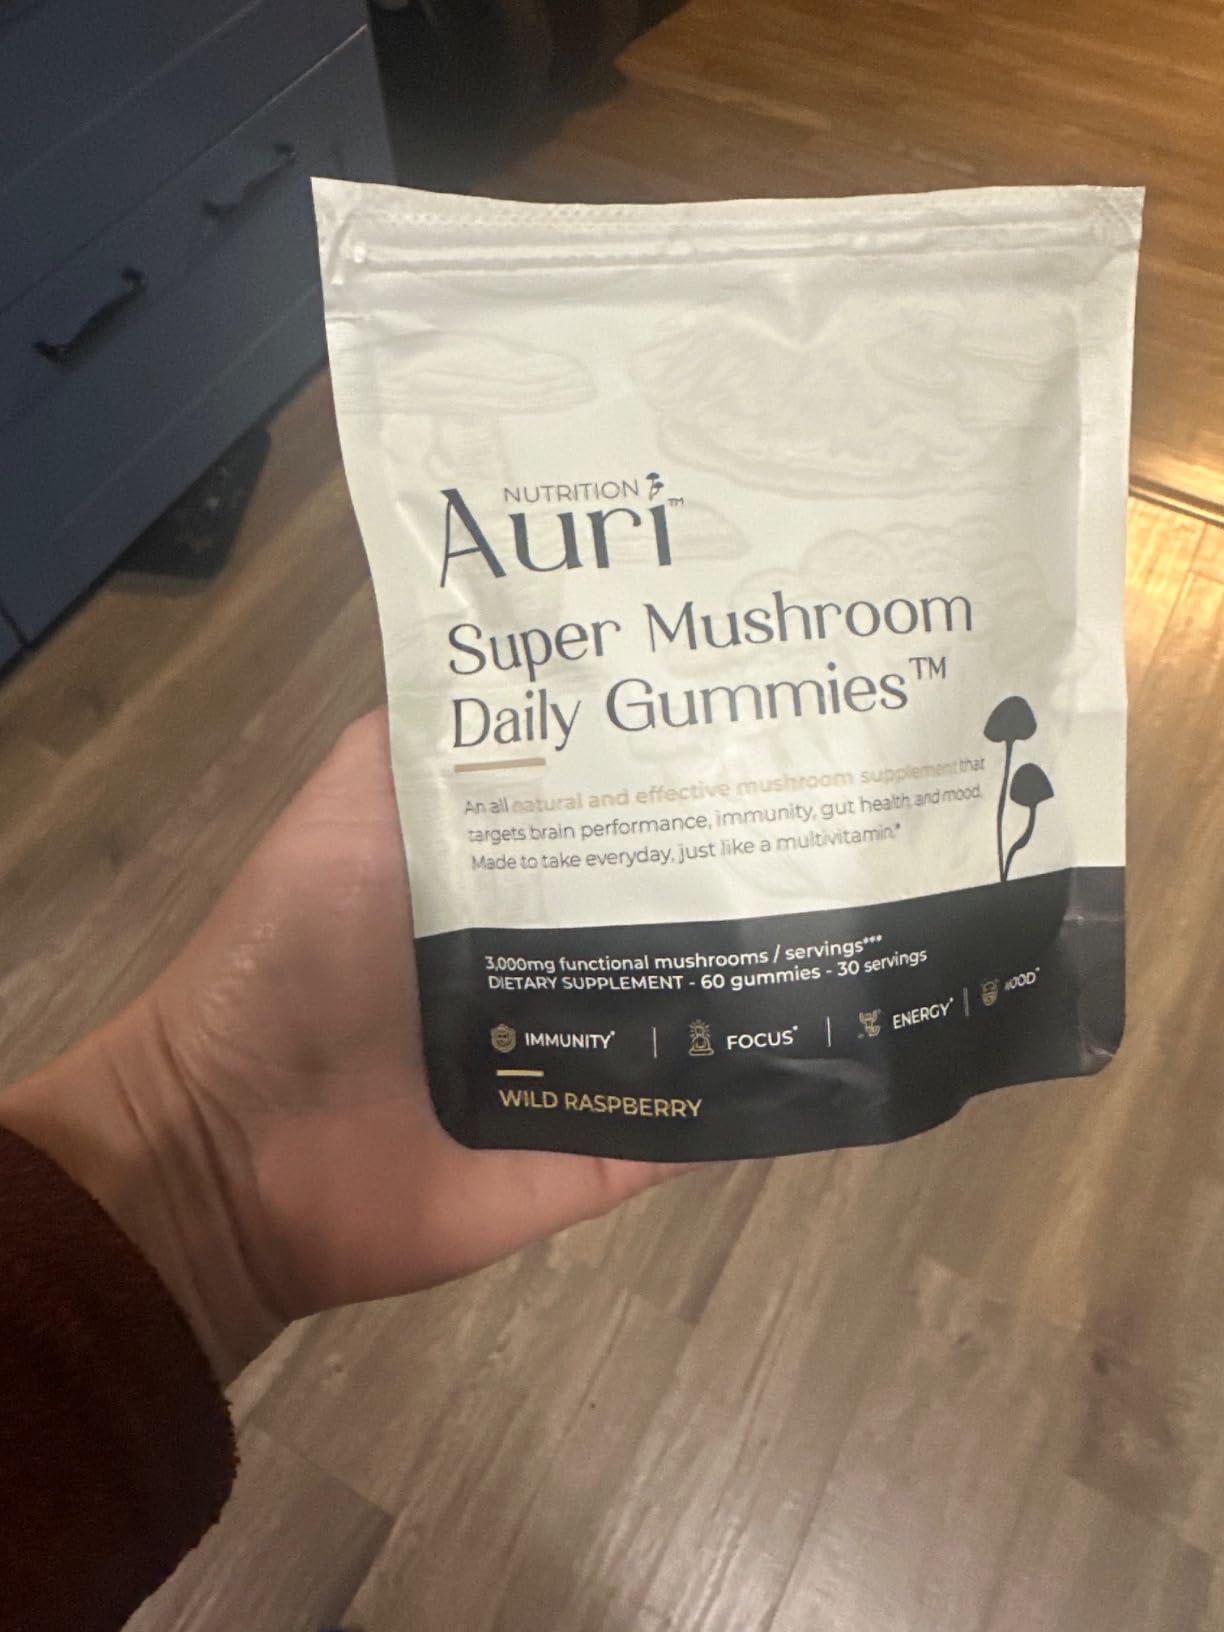 NUTRITION
Auri™
Super Mushroom
Daily Gummies™
An all natural and effective mushroom supplement that
targets brain performance, immunity, gut health, and mood.
Made to take everyday, just like a multivitamin.*
3,000mg functional mushrooms / servings***
DIETARY SUPPLEMENT - 60 gummies - 30 servings
IMMUNITY* | FOCUS* | ENERGY* | MOOD*
WILD RASPBERRY